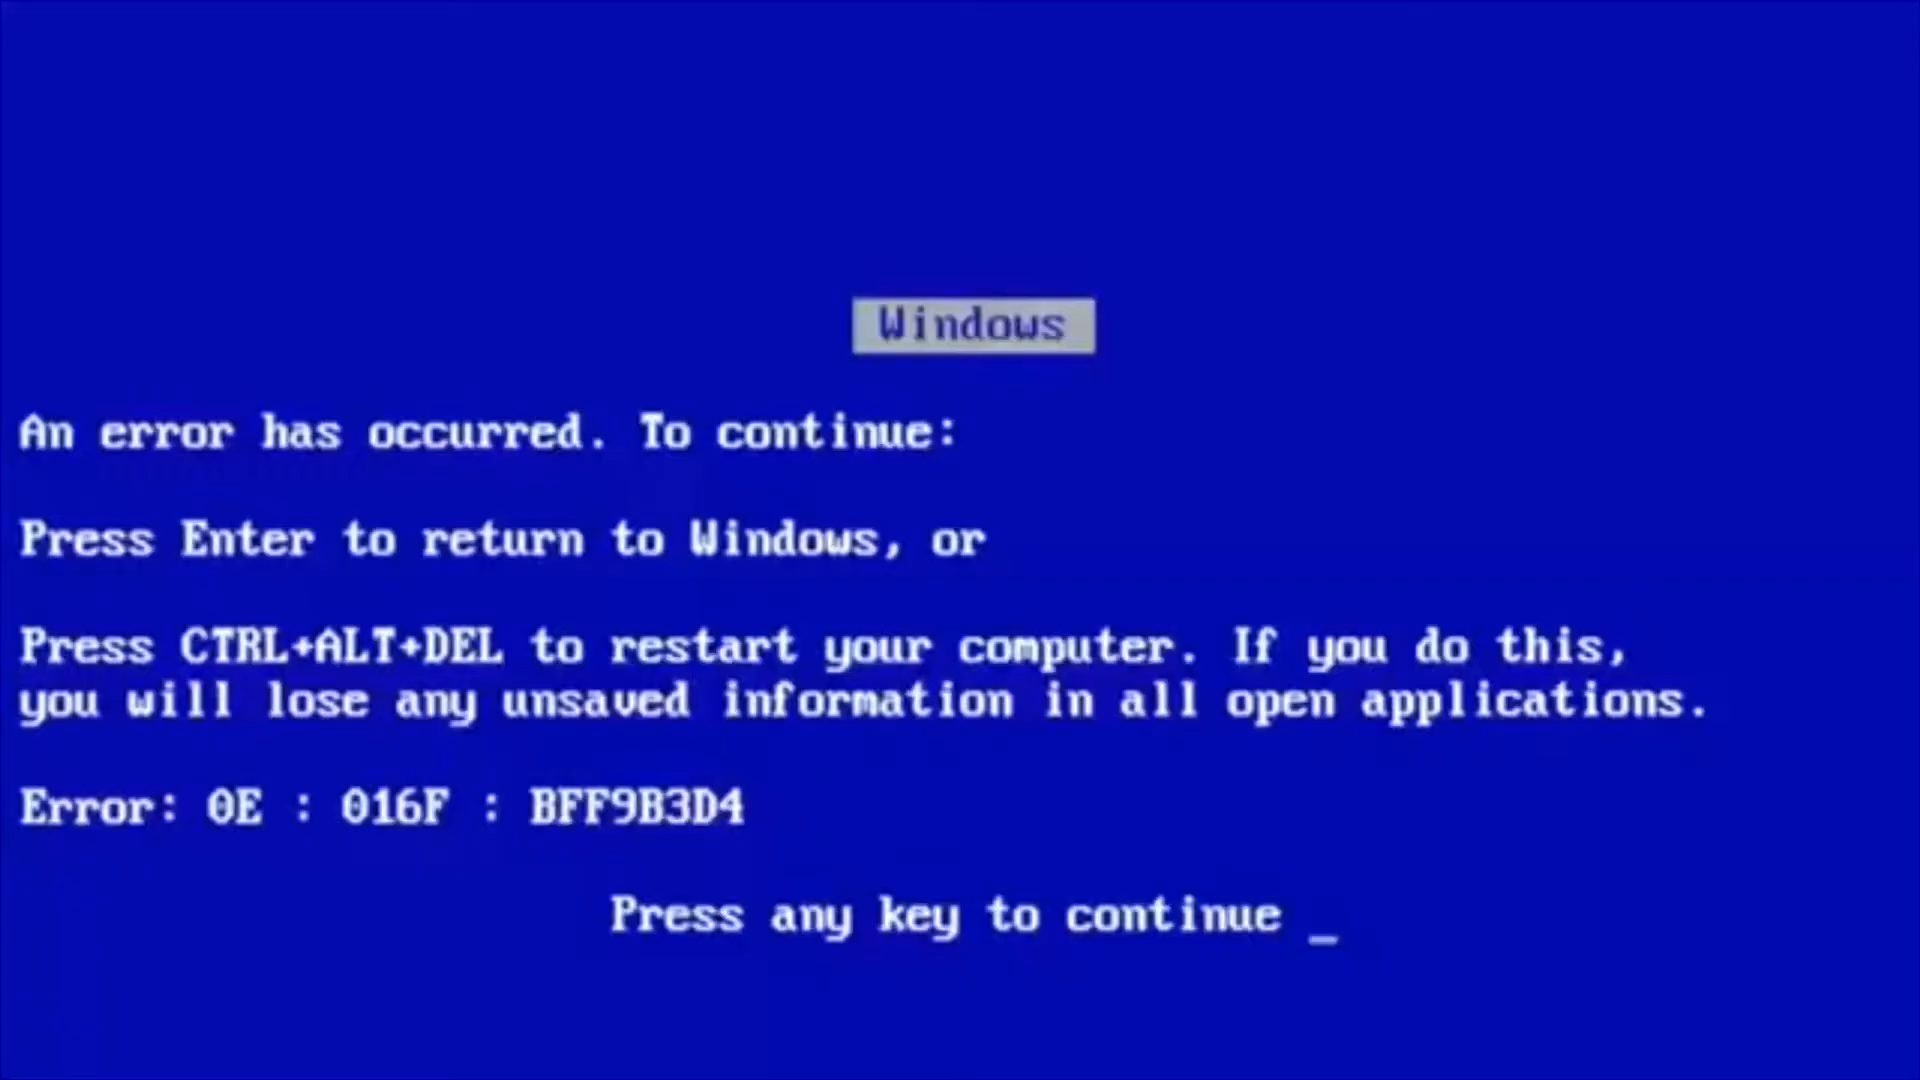 Windows
An error has occurred. To continue:
Press Enter to return to Windows, or
Press CTRL+ALT+DEL to restart your computer. If you do this,
you will lose any unsaved information in all open applications.
Error: 0E : 016F : BFF9B3D4
Press any key to continue _